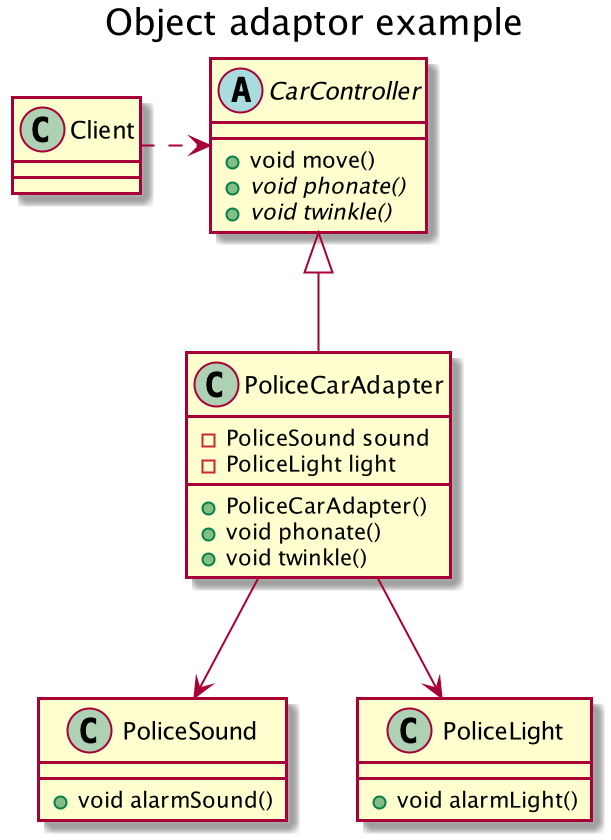 Object adaptor example
C Client
A CarController
void move()
void phonate()
void twinkle()
C PoliceCarAdapter
PoliceSound sound
PoliceLight light
PoliceCarAdapter()
void phonate()
void twinkle()
C PoliceSound
void alarmSound()
C PoliceLight
void alarmLight()